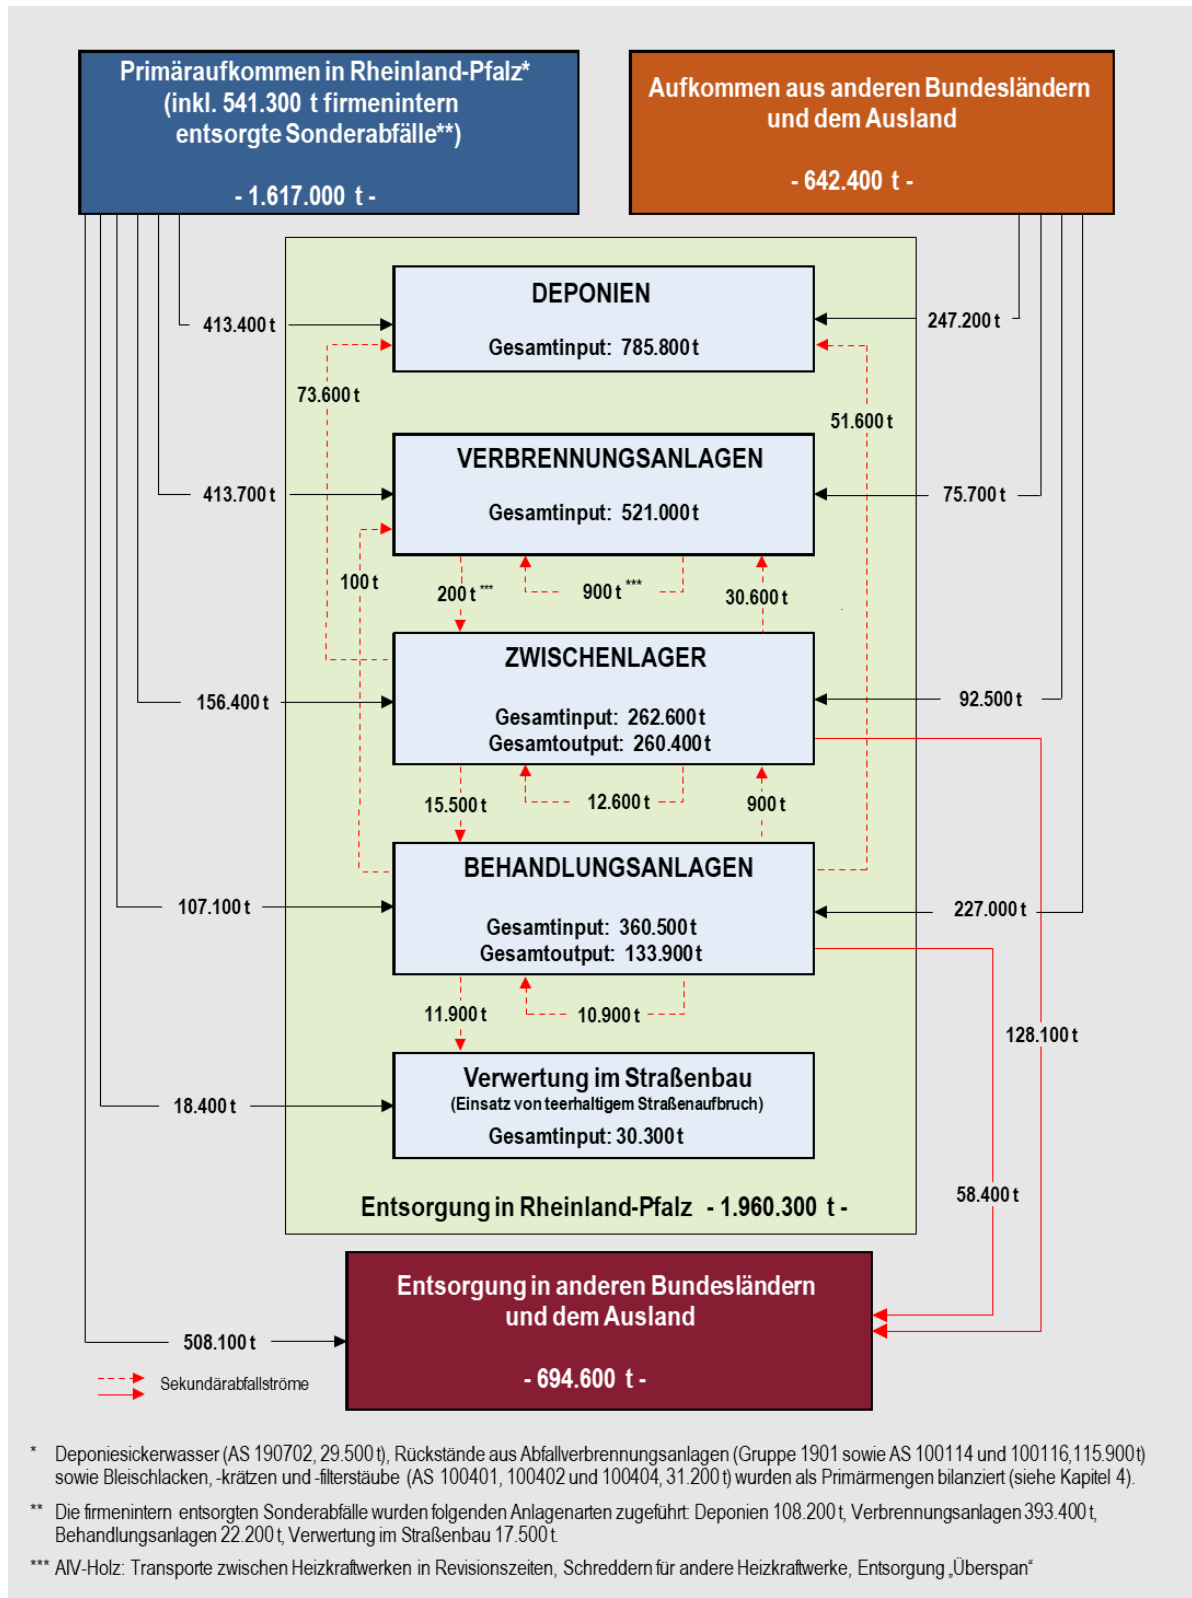 Primäraufkommen in Rheinland-Pfalz*
(inkl. 541.300 t firmenintern
entsorgte Sonderabfälle**)
- 1.617.000 t -
Aufkommen aus anderen Bundesländern
und dem Ausland
- 642.400 t -
DEPONIEN
Gesamtinput: 785.800 t
413.400 t
247.200 t
73.600 t
51.600 t
VERBRENNUNGSANLAGEN
Gesamtinput: 521.000 t
413.700 t
75.700 t
100 t
200 t ***
900 t ***
30.600 t
ZWISCHENLAGER
Gesamtinput: 262.600 t
Gesamtoutput: 260.400 t
156.400 t
92.500 t
15.500 t
12.600 t
900 t
BEHANDLUNGSANLAGEN
Gesamtinput: 360.500 t
Gesamtoutput: 133.900 t
107.100 t
227.000 t
11.900 t
10.900 t
128.100 t
Verwertung im Straßenbau
(Einsatz von teerhaltigem Straßenaufbruch)
Gesamtinput: 30.300 t
18.400 t
58.400 t
Entsorgung in Rheinland-Pfalz - 1.960.300 t -
Entsorgung in anderen Bundesländern
und dem Ausland
- 694.600 t -
508.100 t
Sekundärabfallströme
* Deponiesickerwasser (AS 190702, 29.500 t), Rückstände aus Abfallverbrennungsanlagen (Gruppe 1901 sowie AS 100114 und 100116, 115.900 t)
sowie Bleischlacken, -krätzen und -filterstäube (AS 100401, 100402 und 100404, 31.200 t) wurden als Primärmengen bilanziert (siehe Kapitel 4).
** Die firmenintern entsorgten Sonderabfälle wurden folgenden Anlagenarten zugeführt: Deponien 108.200 t, Verbrennungsanlagen 393.400 t,
Behandlungsanlagen 22.200 t, Verwertung im Straßenbau 17.500 t.
*** AIV-Holz: Transporte zwischen Heizkraftwerken in Revisionszeiten, Schreddern für andere Heizkraftwerke, Entsorgung „Überspan“